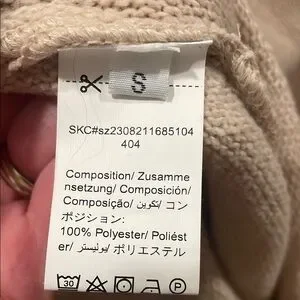 S
SKC#sz2308211685104
404
Composition/ Zusamme
nsetzung/ Composición/
Composição/ تكوين/ コン
ポジション:
100% Polyester/ Poliést
er/ بوليستر/ ポリエステル
30
P